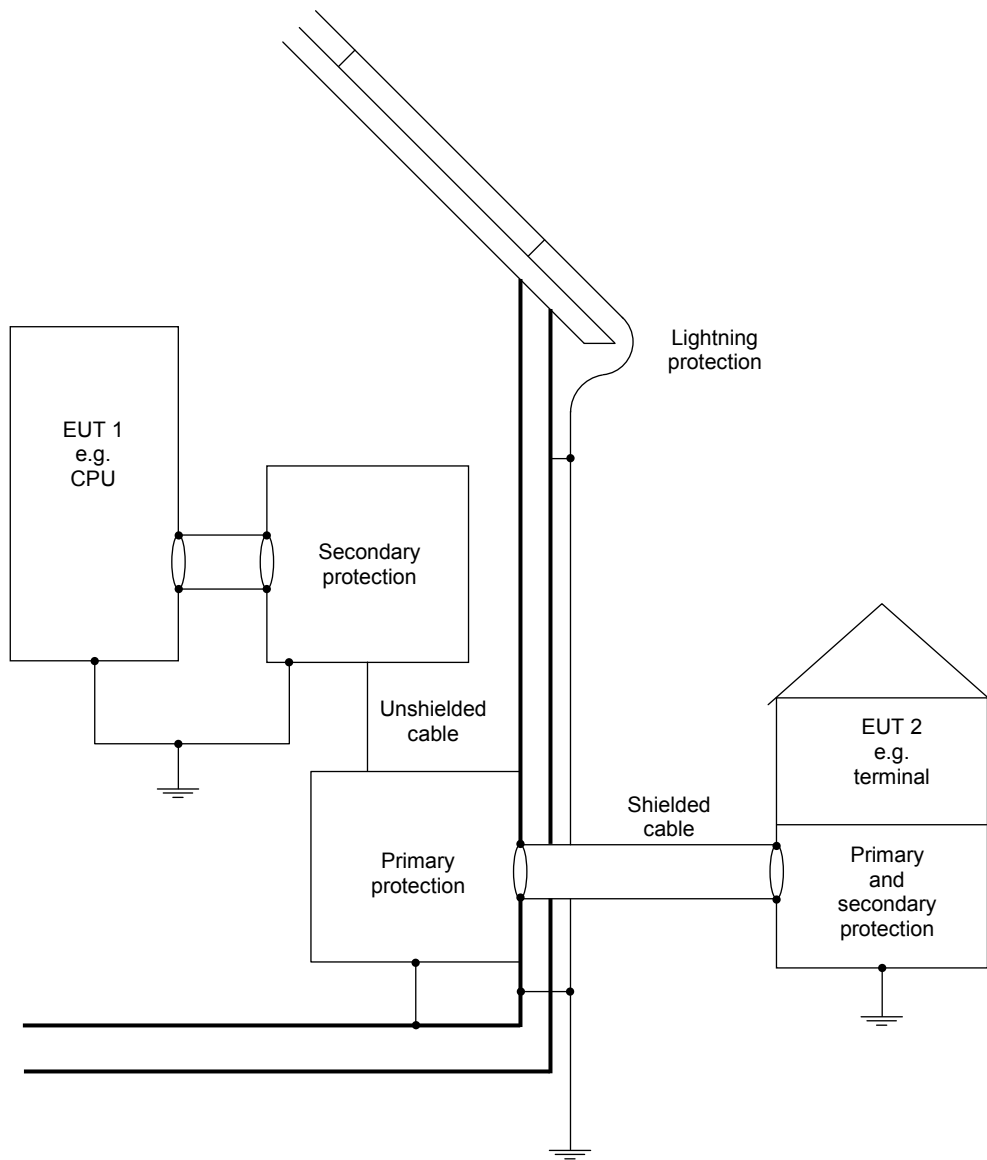 Lightning
protection
EUT 1
e.g.
CPU
Secondary
protection
Unshielded
cable
EUT 2
e.g.
terminal
Shielded
cable
Primary
protection
Primary
and
secondary
protection